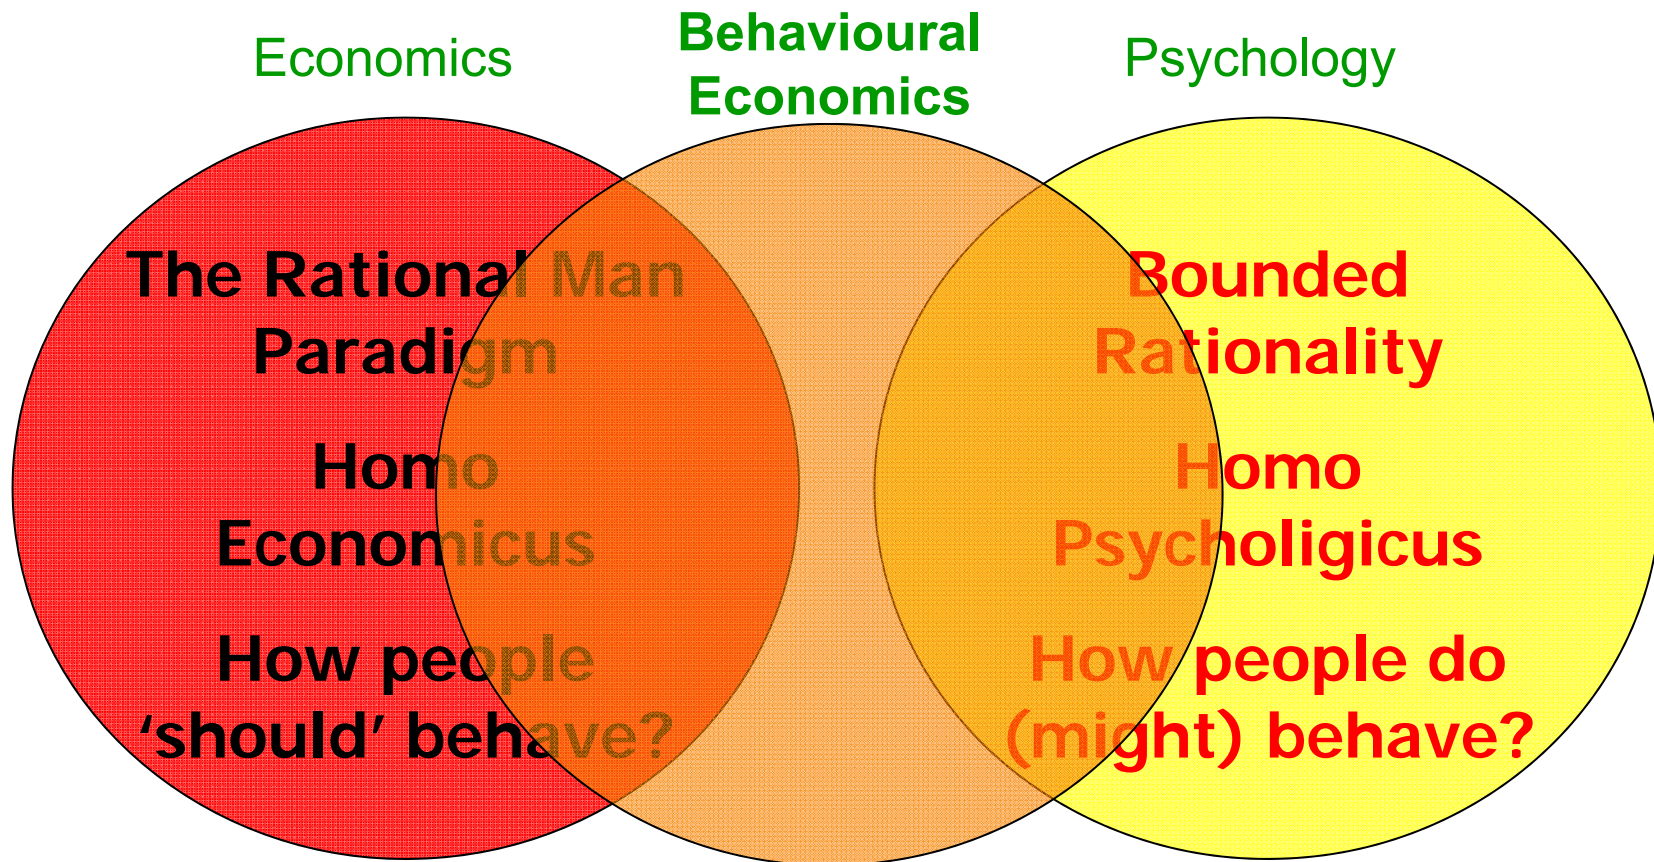 Economics
Behavioural
Economics
Psychology
The Rational Man
Paradigm
Homo
Economicus
How people
‘should’ behave?
Bounded
Rationality
Homo
Psycholigicus
How people do
(might) behave?